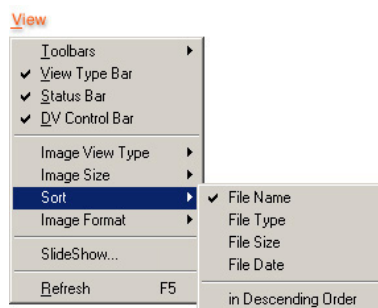 View
Toolbars
View Type Bar
Status Bar
DV Control Bar
Image View Type
Image Size
Sort
Image Format
SlideShow...
Refresh F5
File Name
File Type
File Size
File Date
in Descending Order